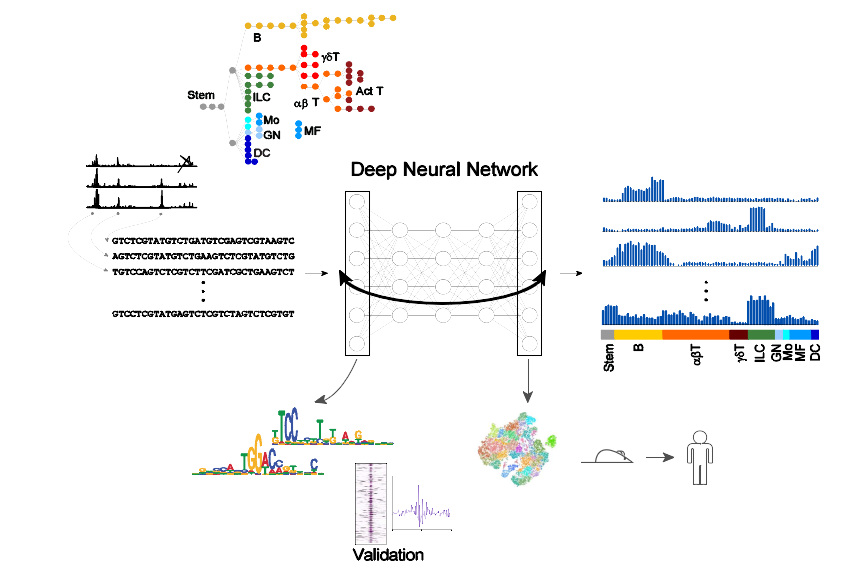 B
γδT
Act T
Stem
ILC
αβ T
Mo
GN
MF
DC
Deep Neural Network
GTCTCGTATGTCTGATGTCGAGTCGTAAGTC
AGTCTCGTATGTCTGAAGTCTCGTATGTCTG
TGTCCAGTCTCGTCTTCGATCGCTGAAGTCT
GTCCTCGTATGAGTCTCGTCTAGTCTCGTGT
Stem
B
αβT
γδT
ILC
GN
Mo
MF
DC
Validation